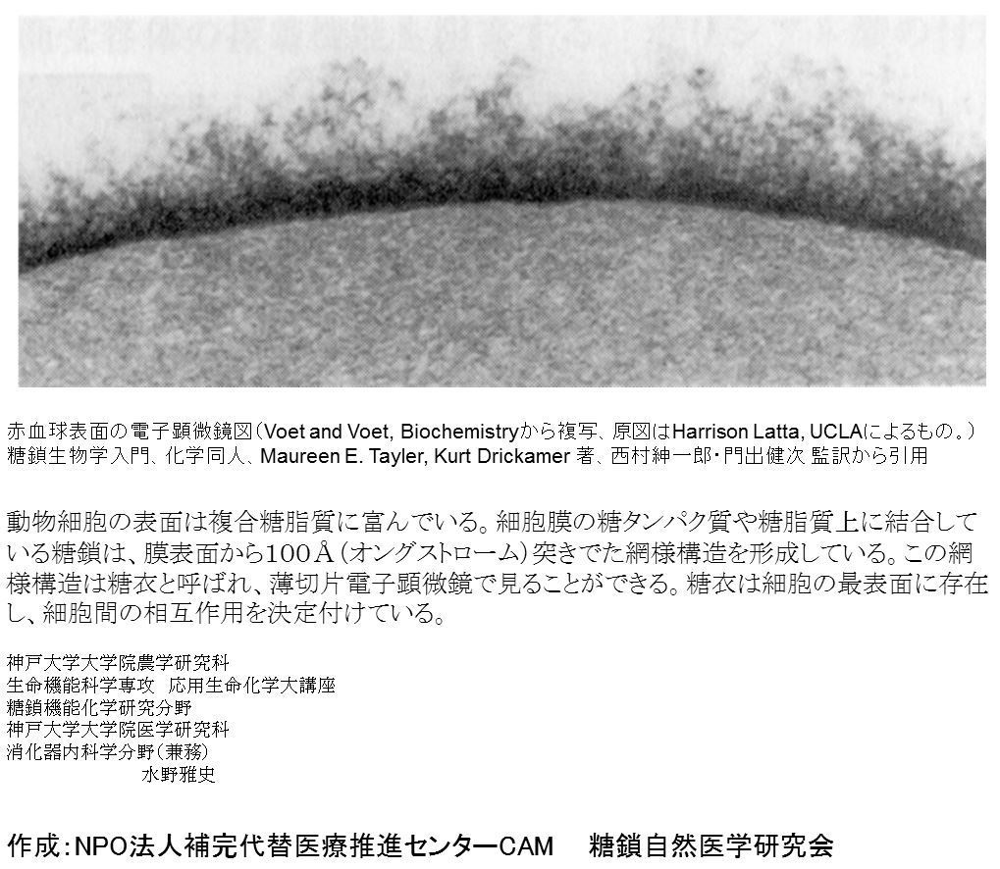 赤血球表面の電子顕微鏡図（Voet and Voet, Biochemistryから複写、原図はHarrison Latta, UCLAによるもの。）
糖鎖生物学入門、化学同人、Maureen E. Tayler, Kurt Drickamer 著、西村紳一郎・門出健次 監訳から引用
動物細胞の表面は複合糖脂質に富んでいる。細胞膜の糖タンパク質や糖脂質上に結合して
いる糖鎖は、膜表面から100Å（オングストローム）突きでた網様構造を形成している。この網
様構造は糖衣と呼ばれ、薄切片電子顕微鏡で見ることができる。糖衣は細胞の最表面に存在
し、細胞間の相互作用を決定付けている。
神戸大学大学院農学研究科
生命機能科学専攻　応用生命化学大講座
糖鎖機能化学研究分野
神戸大学大学院医学研究科
消化器内科学分野（兼務）
水野雅史
作成：NPO法人補完代替医療推進センターCAM　糖鎖自然医学研究会